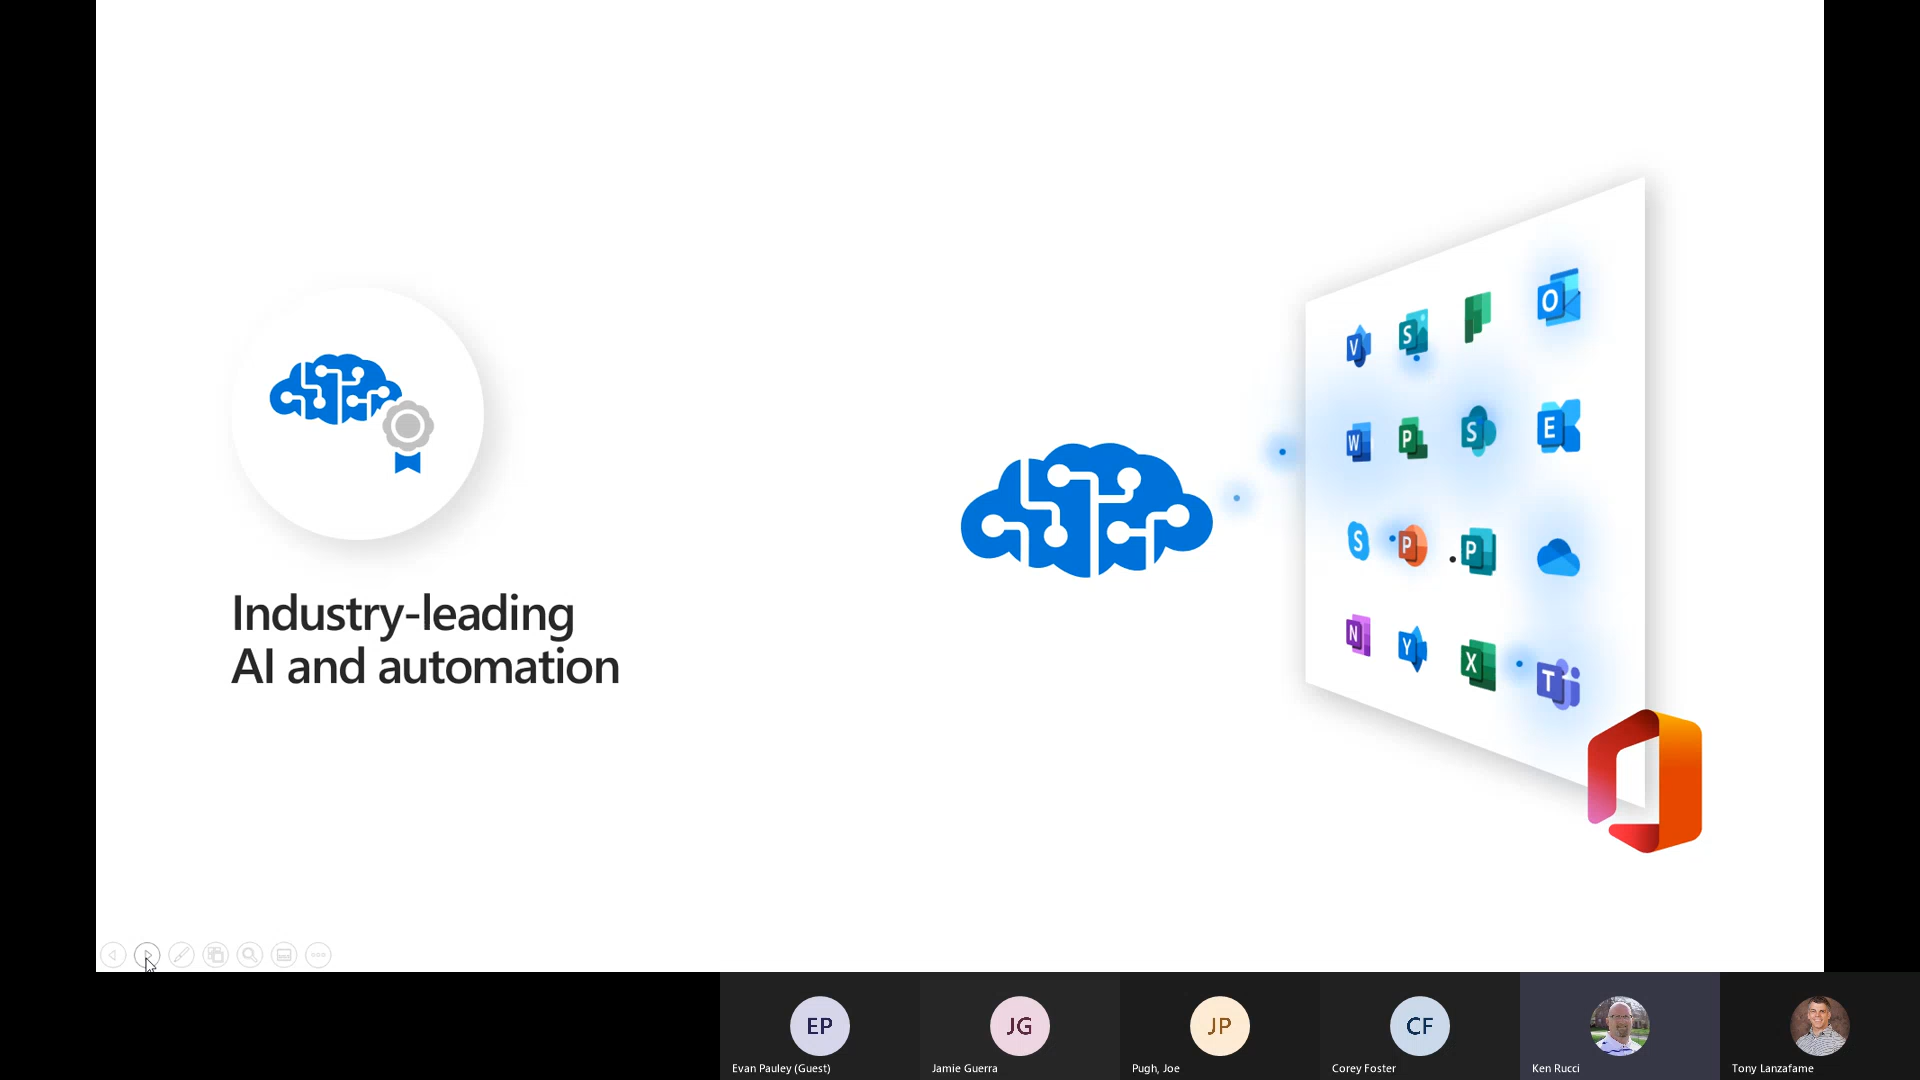 Industry-leading
AI and automation
V
S
O
W
P
S
E
S
P
P
N
Y
X
T
EP
JG
JP
CF
Evan Pauley (Guest)
Jamie Guerra
Pugh, Joe
Corey Foster
Ken Rucci
Tony Lanzafame